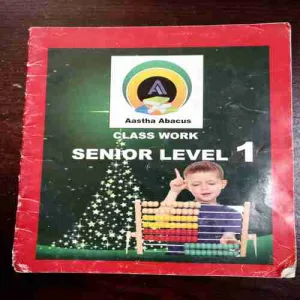 Aastha Abacus
CLASS WORK
SENIOR LEVEL 1